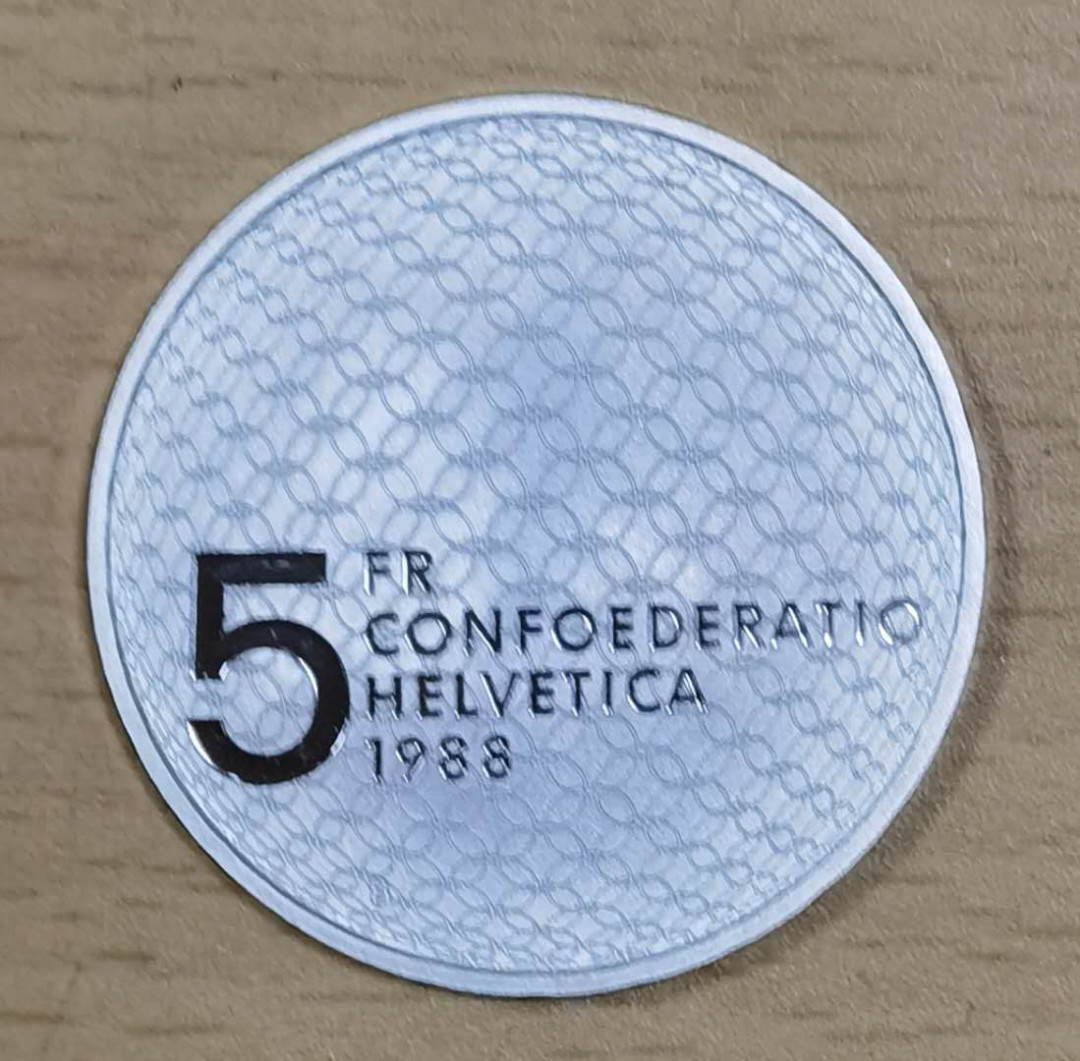 5 FR
CONFOEDERATIO
HELVETICA
1988